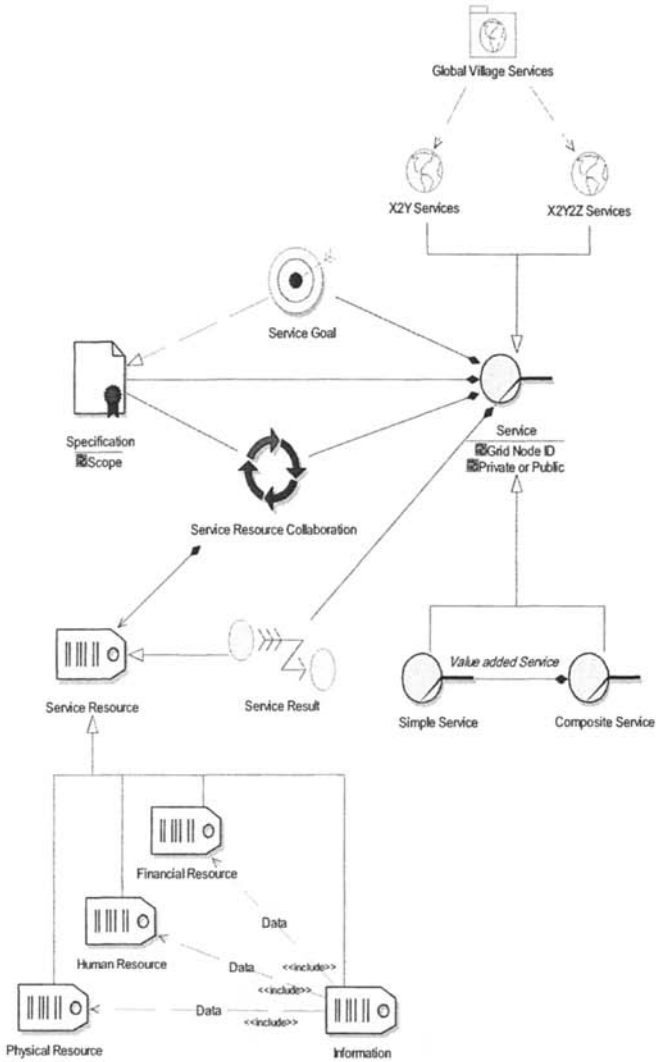 Global Village Services
X2Y Services
X2Y2Z Services
Service Goal
Specification
Scope
Service
Grid Node ID
Private or Public
Service Resource Collaboration
Service Resource
Service Result
Value added Service
Simple Service
Composite Service
Financial Resource
Data
<<include>>
Human Resource
Data
<<include>>
Data
<<include>>
Physical Resource
Information